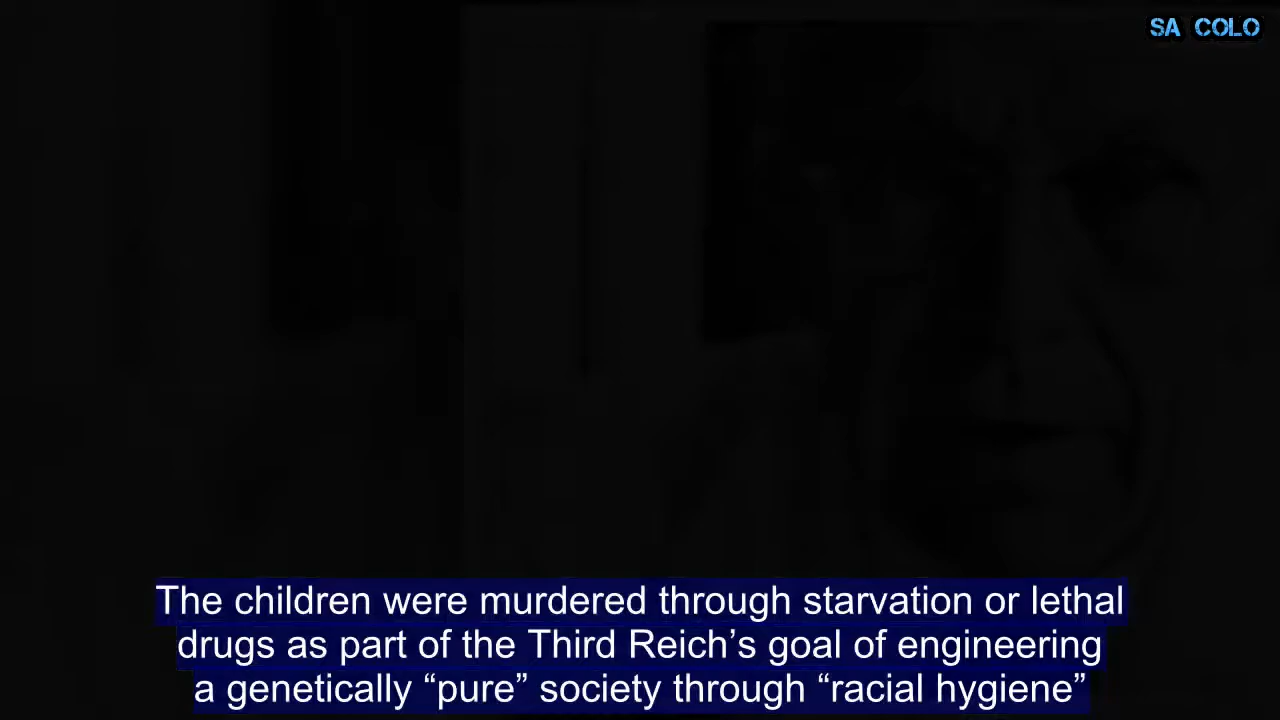 SA COLO
The children were murdered through starvation or lethal
drugs as part of the Third Reich’s goal of engineering
a genetically “pure” society through “racial hygiene”